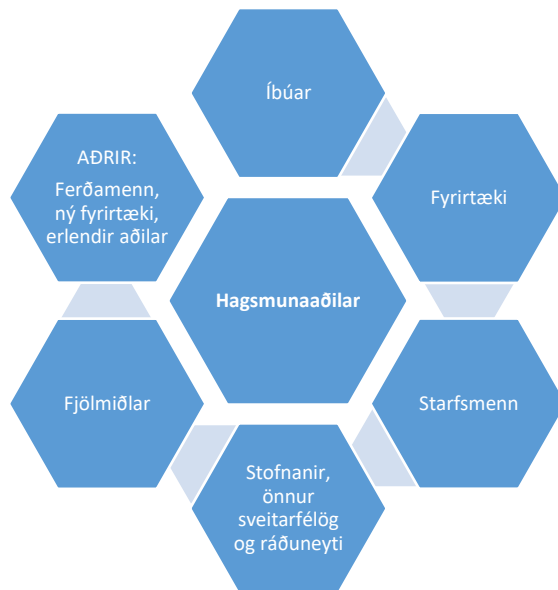 Íbúar
Fyrirtæki
Starfsmenn
Stofnanir,
önnur
sveitarfélög
og ráðuneyti
Fjölmiðlar
AÐRIR:
Ferðamenn,
ný fyrirtæki,
erlendir aðilar
Hagsmunaaðilar